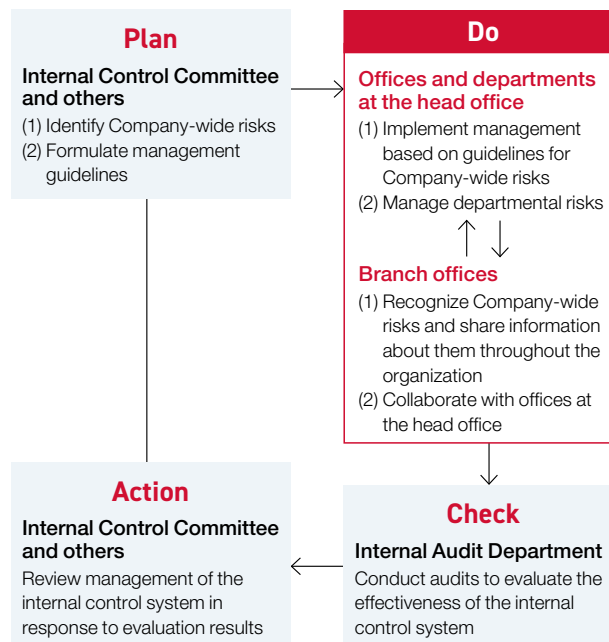 Plan
Internal Control Committee
and others
(1) Identify Company-wide risks
(2) Formulate management
guidelines
Do
Offices and departments
at the head office
(1) Implement management
based on guidelines for
Company-wide risks
(2) Manage departmental risks
Branch offices
(1) Recognize Company-wide
risks and share information
about them throughout the
organization
(2) Collaborate with offices at
the head office
Check
Internal Audit Department
Conduct audits to evaluate the
effectiveness of the internal
control system
Action
Internal Control Committee
and others
Review management of the
internal control system in
response to evaluation results